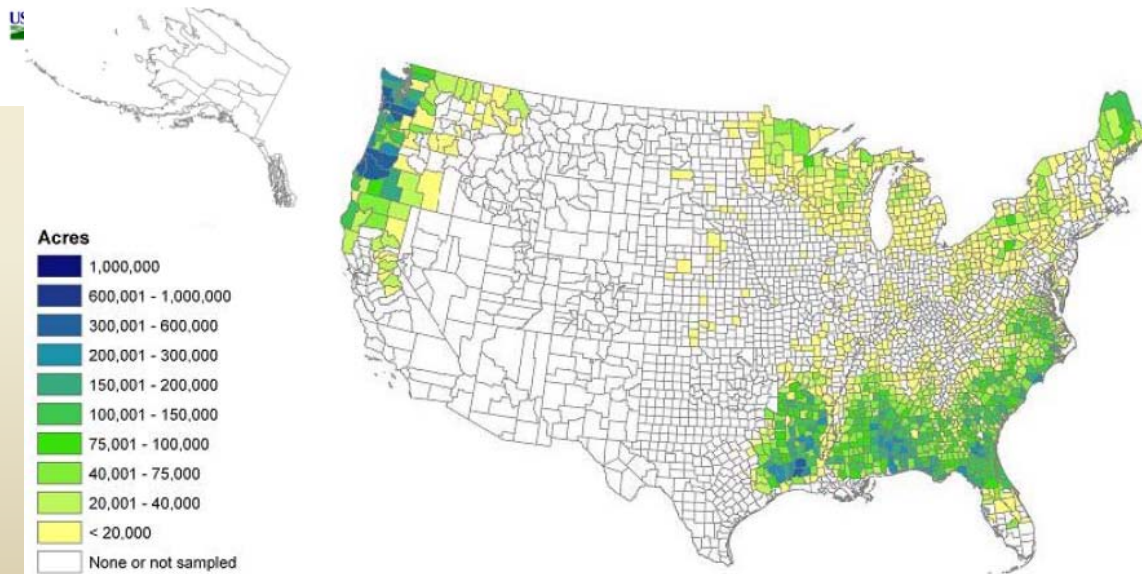 US
Acres
1,000,000
600,001 - 1,000,000
300,001 - 600,000
200,001 - 300,000
150,001 - 200,000
100,001 - 150,000
75,001 - 100,000
40,001 - 75,000
20,001 - 40,000
< 20,000
None or not sampled